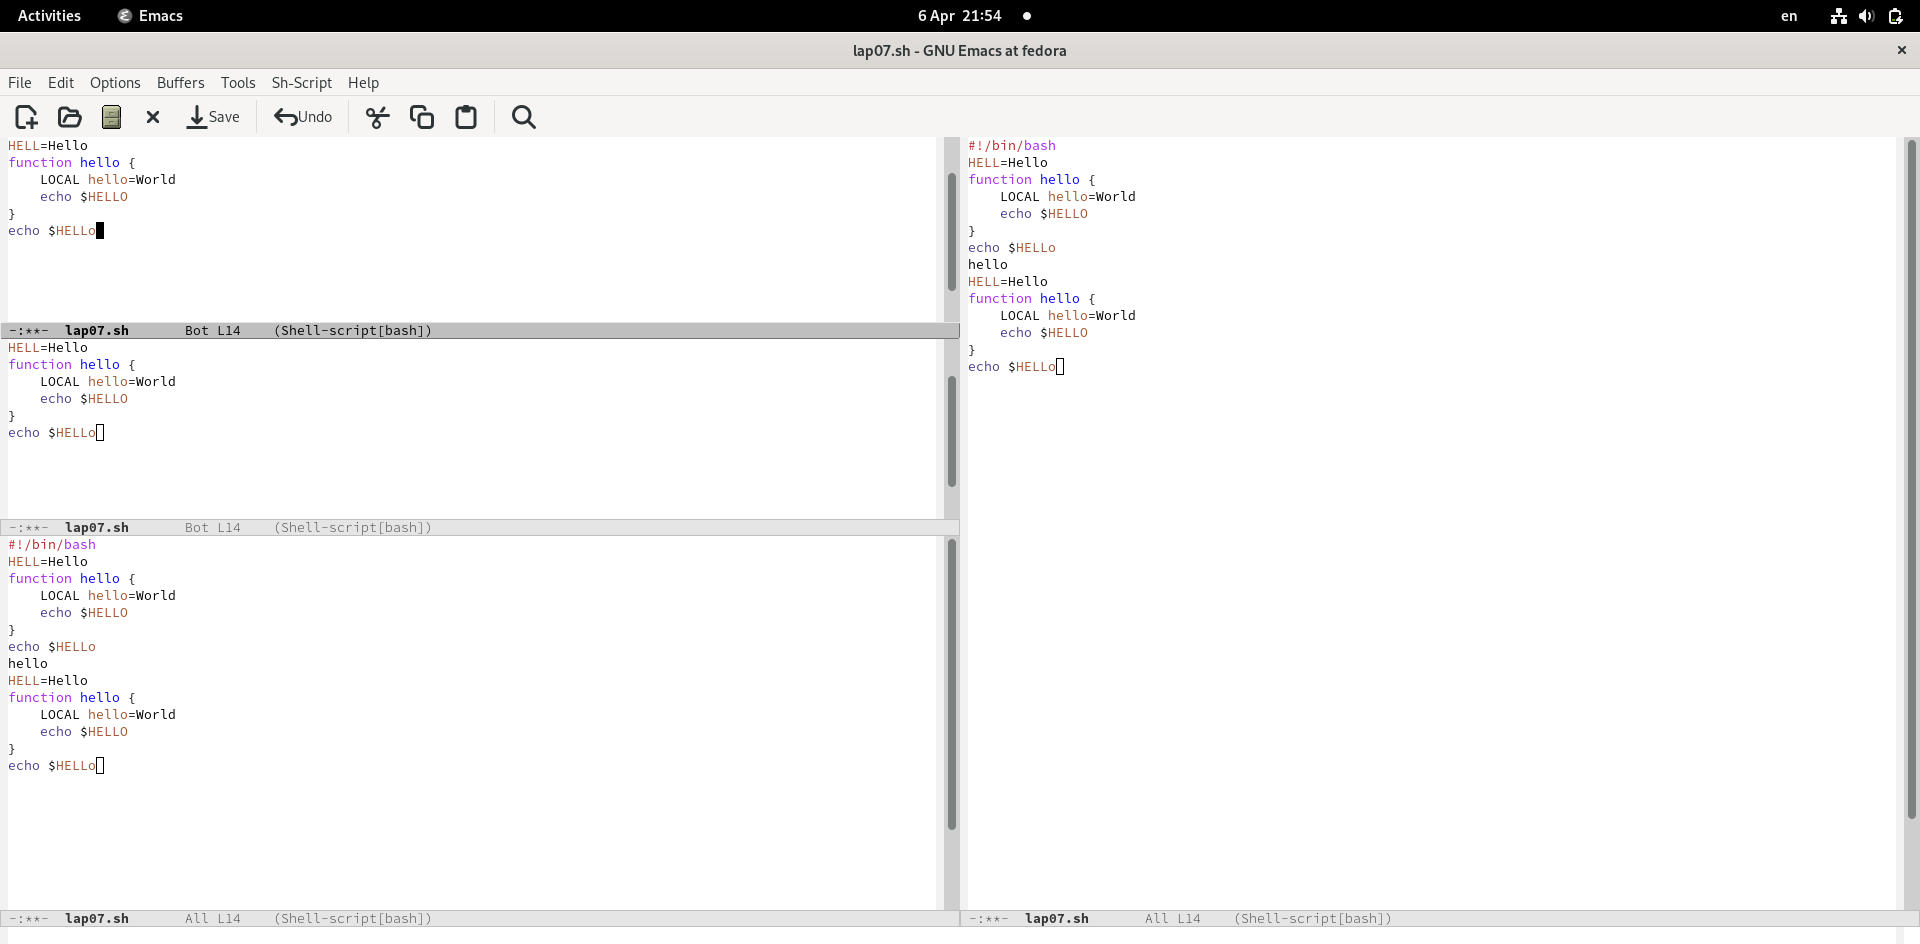 Activities Emacs 6 Apr 21:54 en
lap07.sh - GNU Emacs at fedora
File Edit Options Buffers Tools Sh-Script Help
Save Undo
HELL=Hello
function hello {
    LOCAL hello=World
    echo $HELLO
}
echo $HELLo
-:**-  lap07.sh       Bot L14    (Shell-script[bash])
HELL=Hello
function hello {
    LOCAL hello=World
    echo $HELLO
}
echo $HELLo
-:**-  lap07.sh       Bot L14    (Shell-script[bash])
#!/bin/bash
HELL=Hello
function hello {
    LOCAL hello=World
    echo $HELLO
}
echo $HELLo
hello
HELL=Hello
function hello {
    LOCAL hello=World
    echo $HELLO
}
echo $HELLo
-:**-  lap07.sh       All L14    (Shell-script[bash])
#!/bin/bash
HELL=Hello
function hello {
    LOCAL hello=World
    echo $HELLO
}
echo $HELLo
hello
HELL=Hello
function hello {
    LOCAL hello=World
    echo $HELLO
}
echo $HELLo
-:**-  lap07.sh       All L14    (Shell-script[bash])